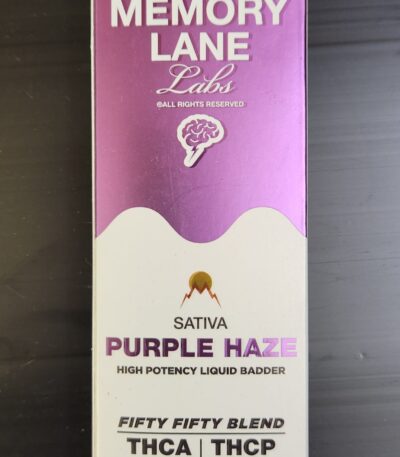 MEMORY
LANE
Labs
©ALL RIGHTS RESERVED
SATIVA
PURPLE HAZE
HIGH POTENCY LIQUID BADDER
FIFTY FIFTY BLEND
THCA | THCP